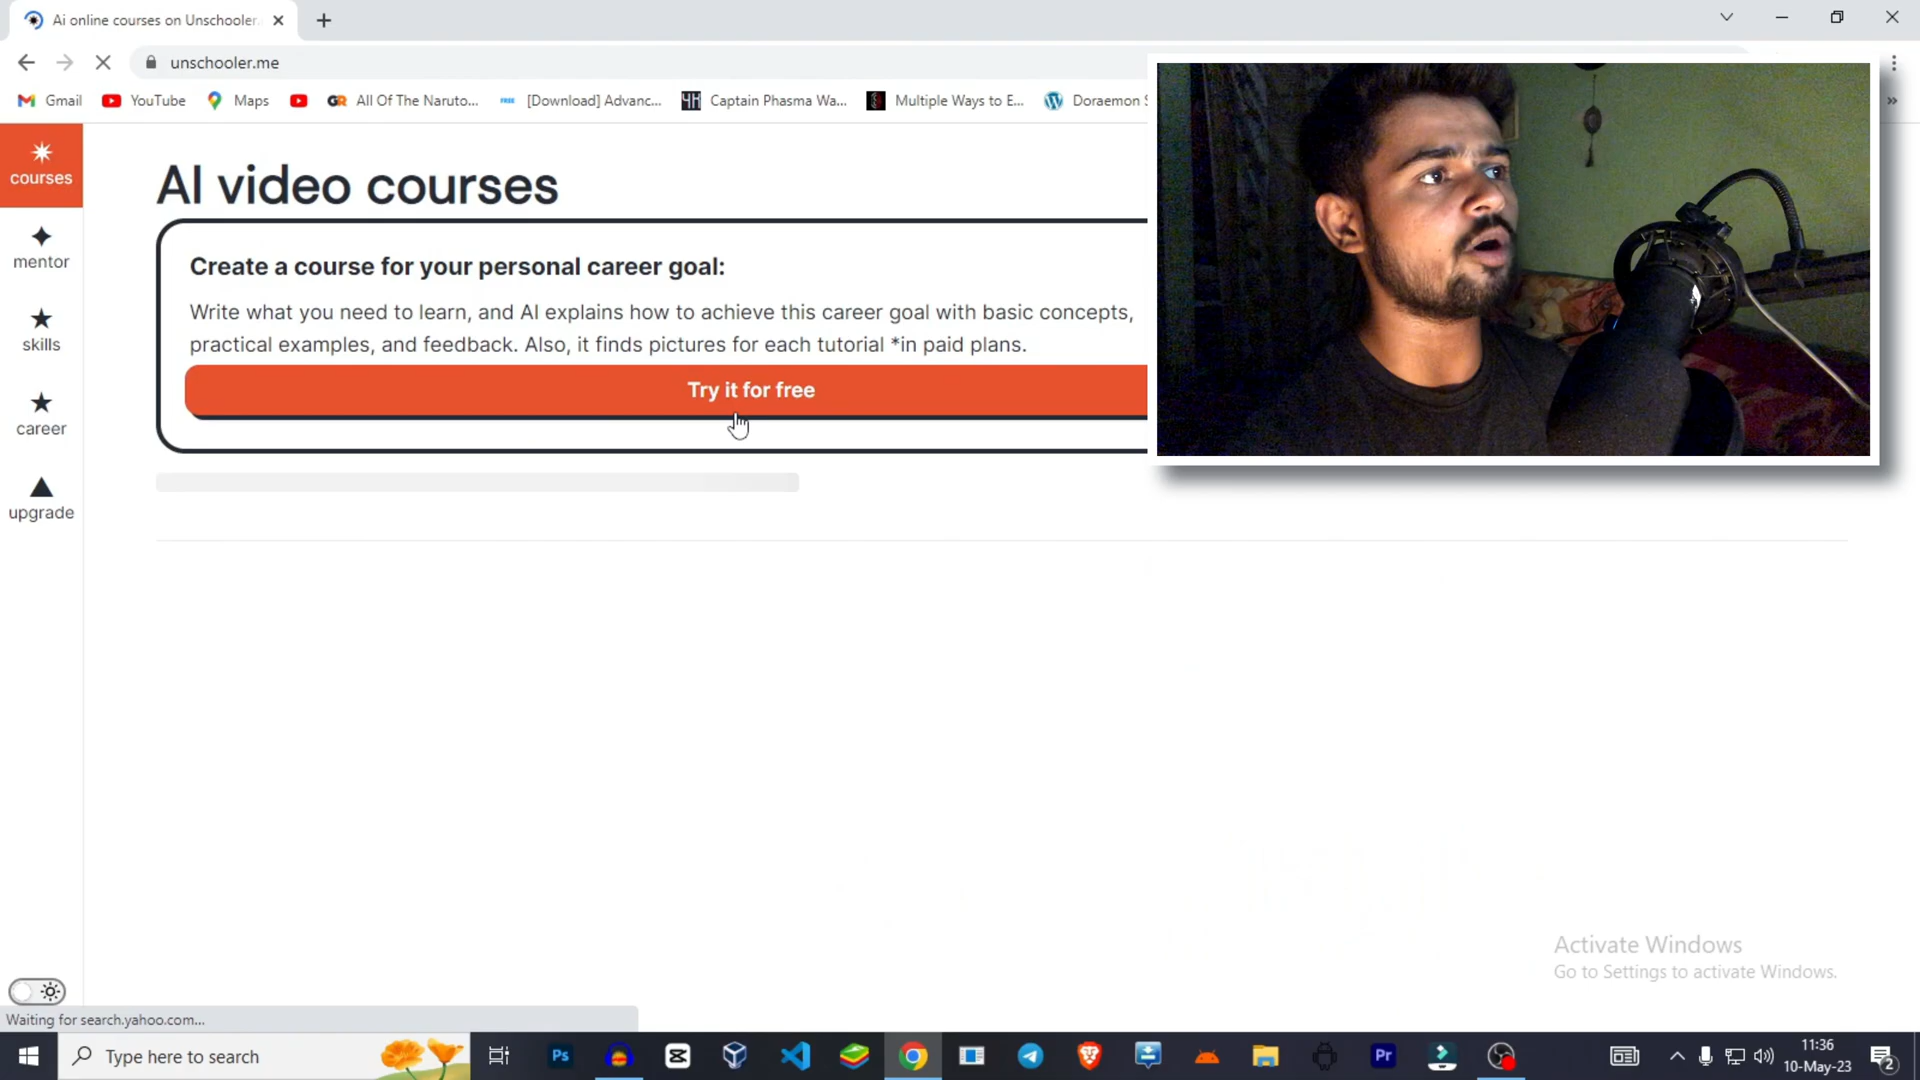 Ai online courses on Unschooler.
unschooler.me
Gmail
YouTube
Maps
GR All Of The Naruto...
FREE [Download] Advanc...
Captain Phasma Wa...
Multiple Ways to E...
Doraemon S
»
courses
mentor
skills
career
upgrade
AI video courses
Create a course for your personal career goal:
Write what you need to learn, and AI explains how to achieve this career goal with basic concepts,
practical examples, and feedback. Also, it finds pictures for each tutorial *in paid plans.
Try it for free
Activate Windows
Go to Settings to activate Windows.
Waiting for search.yahoo.com...
Type here to search
Ps
Pr
11:36
10-May-23
2